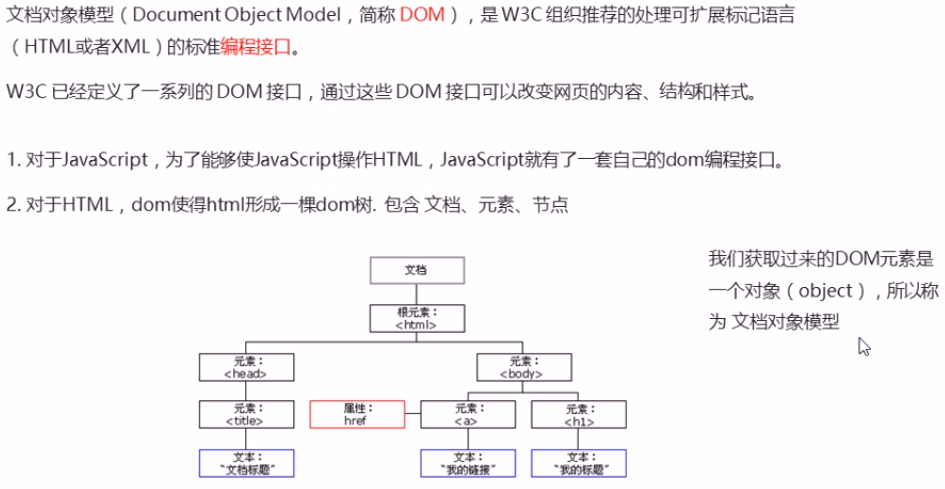 文档对象模型（Document Object Model，简称 DOM），是 W3C 组织推荐的处理可扩展标记语言
（HTML或者XML）的标准编程接口。
W3C 已经定义了一系列的 DOM 接口，通过这些 DOM 接口可以改变网页的内容、结构和样式。
1. 对于JavaScript，为了能够使JavaScript操作HTML，JavaScript就有了一套自己的dom编程接口。
2. 对于HTML，dom使得html形成一棵dom树. 包含 文档、元素、节点
我们获取过来的DOM元素是
一个对象（object），所以称
为 文档对象模型
文档
根元素：
<html>
元素：
<head>
元素：
<body>
元素：
<title>
属性：
href
元素：
<a>
元素：
<h1>
文本：
“文档标题”
文本：
“我的链接”
文本：
“我的标题”